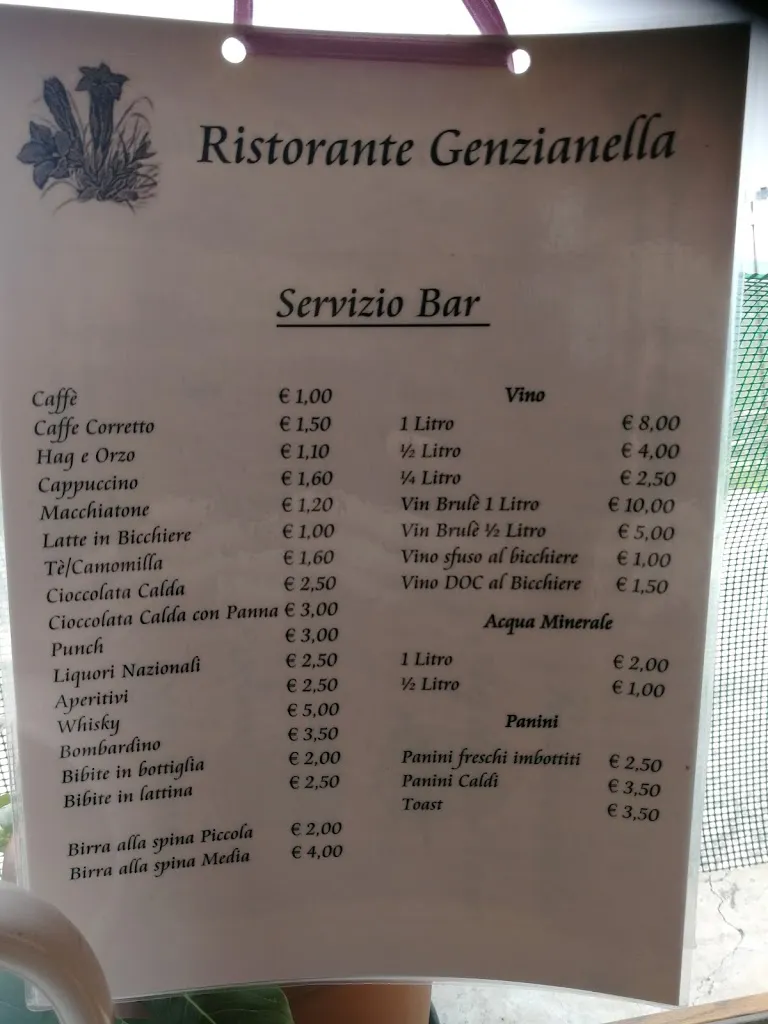 Ristorante Genzianella
Servizio Bar
Caffè € 1,00
Caffe Corretto € 1,50
Hag e Orzo € 1,10
Cappuccino € 1,60
Macchiatone € 1,20
Latte in Bicchiere € 1,00
Tè/Camomilla € 1,60
Cioccolata Calda € 2,50
Cioccolata Calda con Panna € 3,00
Punch € 3,00
Liquori Nazionali € 2,50
Aperitivi € 2,50
Whisky € 5,00
Bombardino € 3,50
Bibite in bottiglia € 2,00
Bibite in lattina € 2,50
Birra alla spina Piccola € 2,00
Birra alla spina Media € 4,00
Vino
1 Litro € 8,00
½ Litro € 4,00
¼ Litro € 2,50
Vin Brulè 1 Litro € 10,00
Vin Brulè ½ Litro € 5,00
Vino sfuso al bicchiere € 1,00
Vino DOC al Bicchiere € 1,50
Acqua Minerale
1 Litro € 2,00
½ Litro € 1,00
Panini
Panini freschi imbottiti € 2,50
Panini Caldi € 3,50
Toast € 3,50